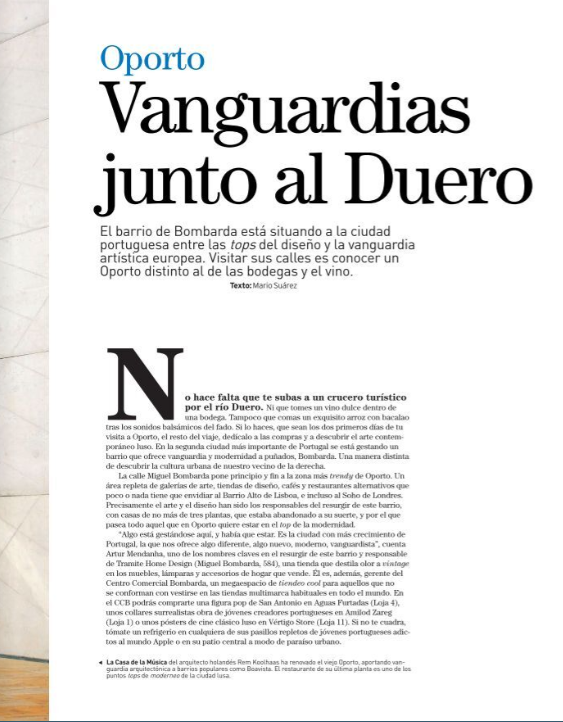 Oporto
Vanguardias
junto al Duero
El barrio de Bombarda está situando a la ciudad
portuguesa entre las tops del diseño y la vanguardia
artística europea. Visitar sus calles es conocer un
Oporto distinto al de las bodegas y el vino.
Texto: Mario Suárez
No hace falta que te subas a un crucero turístico
por el río Duero. Ni que tomes un vino dulce dentro de
una bodega. Tampoco que comas un exquisito arroz con bacalao
tras los sonidos balsámicos del fado. Si lo haces, que sean los dos primeros días de tu
visita a Oporto, el resto del viaje, dedícalo a las compras y a descubrir el arte contem-
poráneo luso. En la segunda ciudad más importante de Portugal se está gestando un
barrio que ofrece vanguardia y modernidad a puñados, Bombarda. Una manera distinta
de descubrir la cultura urbana de nuestro vecino de la derecha.
La calle Miguel Bombarda pone principio y fin a la zona más trendy de Oporto. Un
área repleta de galerías de arte, tiendas de diseño, cafés y restaurantes alternativos que
poco o nada tiene que envidiar al Barrio Alto de Lisboa, e incluso al Soho de Londres.
Precisamente el arte y el diseño han sido los responsables del resurgir de este barrio,
con casas de no más de tres plantas, que estaba abandonado a su suerte, y por el que
pasea todo aquel que en Oporto quiere estar en el top de la modernidad.
"Algo está gestándose aquí, y había que estar. Es la ciudad con más crecimiento de
Portugal, la que nos ofrece algo diferente, algo nuevo, moderno, vanguardista", cuenta
Artur Mendanha, uno de los nombres claves en el resurgir de este barrio y responsable
de Tramite Home Design (Miguel Bombarda, 584), una tienda que destila olor a vintage
en los muebles, lámparas y accesorios de hogar que vende. Él es, además, gerente del
Centro Comercial Bombarda, un megaespacio de tiendeo cool para aquellos que no
se conforman con vestirse en las tiendas multimarca habituales en todo el mundo. En
el CCB podrás comprarte una figura pop de San Antonio en Aguas Furtadas (Loja 4),
unos collares surrealistas obra de jóvenes creadores portugueses en Amilod Zareg
(Loja 1) o unos pósters de cine clásico luso en Vértigo Store (Loja 11). Si no te cuadra,
tómate un refrigerio en cualquiera de sus pasillos repletos de jóvenes portugueses adic-
tos al mundo Apple o en su patio central a modo de paraíso urbano.
◂ La Casa de la Música del arquitecto holandés Rem Koolhaas ha renovado el viejo Oporto, aportando van-
guardia arquitectónica a barrios populares como Boavista. El restaurante de su última planta es uno de los
puntos tops de moderneo de la ciudad lusa.